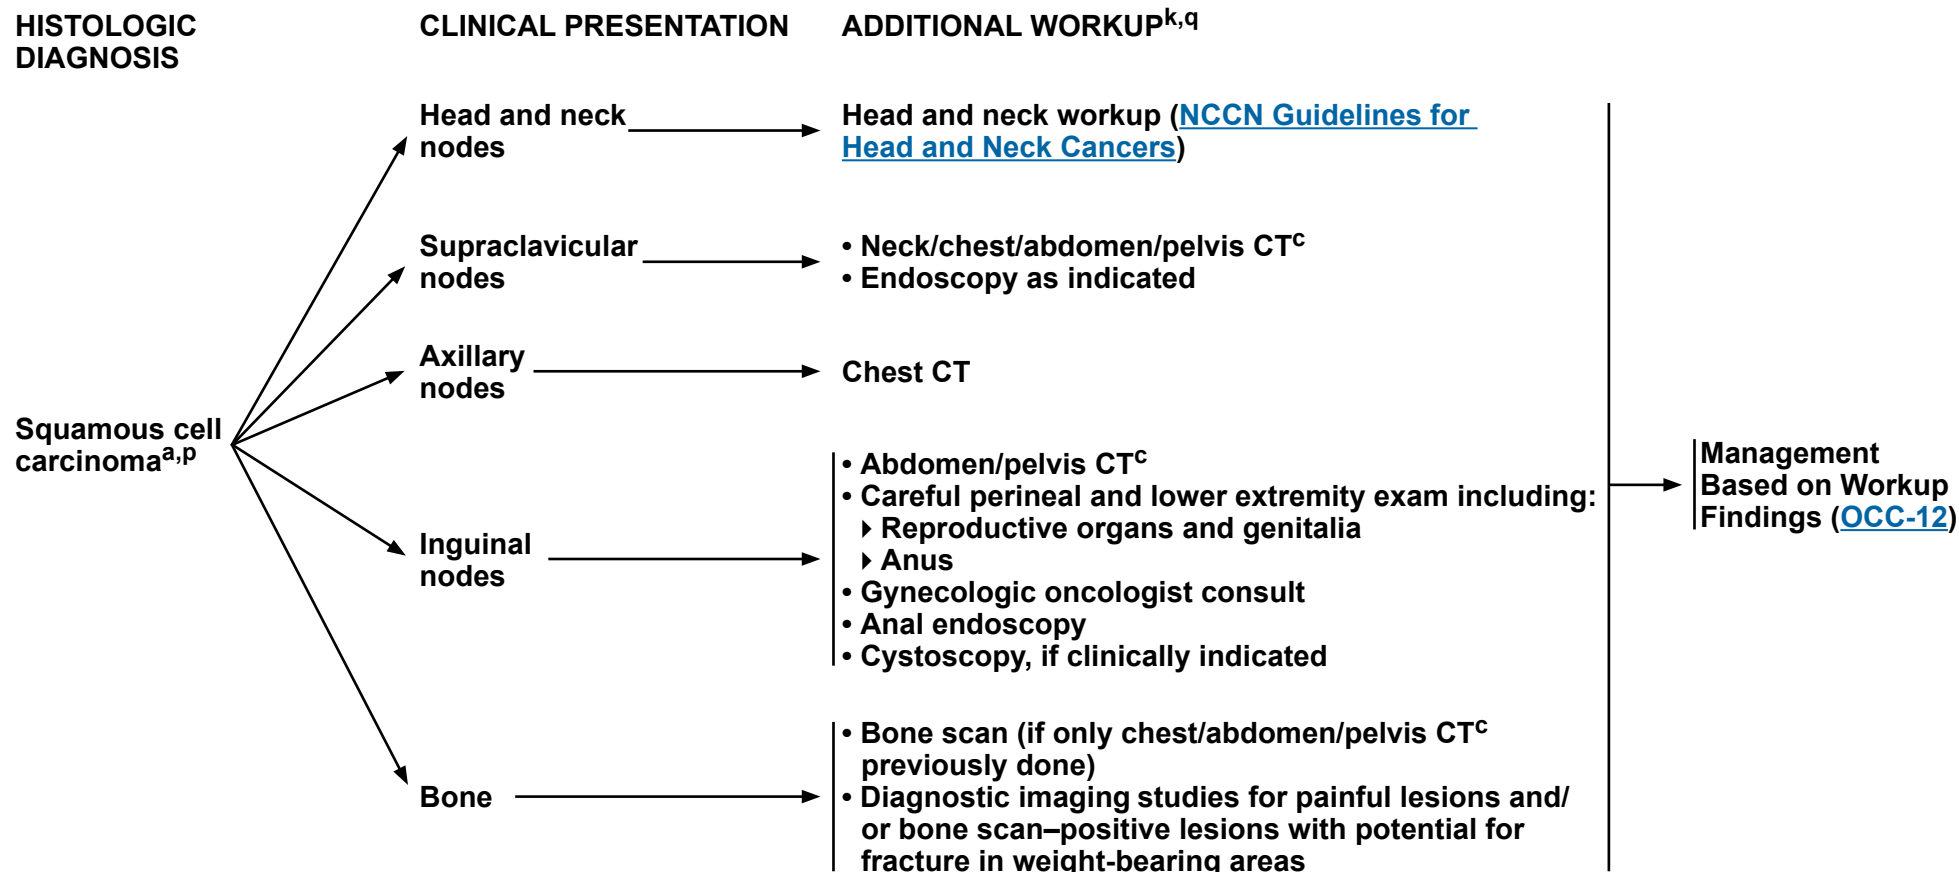 HISTOLOGIC
DIAGNOSIS
CLINICAL PRESENTATION
ADDITIONAL WORKUPk,q
Head and neck
nodes
Head and neck workup (NCCN Guidelines for
Head and Neck Cancers)
Supraclavicular
nodes
• Neck/chest/abdomen/pelvis CTc
• Endoscopy as indicated
Axillary
nodes
Chest CT
Squamous cell
carcinomaa,p
Inguinal
nodes
• Abdomen/pelvis CTc
• Careful perineal and lower extremity exam including:
▸ Reproductive organs and genitalia
▸ Anus
• Gynecologic oncologist consult
• Anal endoscopy
• Cystoscopy, if clinically indicated
Bone
• Bone scan (if only chest/abdomen/pelvis CTc
previously done)
• Diagnostic imaging studies for painful lesions and/
or bone scan–positive lesions with potential for
fracture in weight-bearing areas
Management
Based on Workup
Findings (OCC-12)